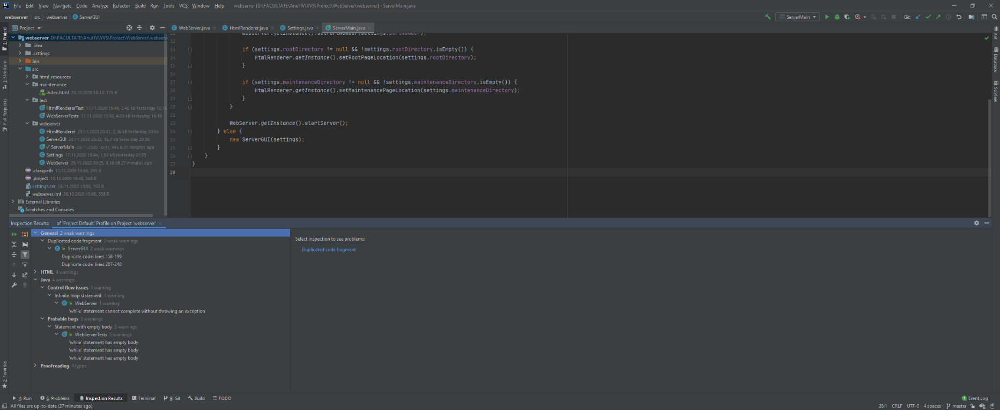 File Edit View Navigate Code Analyze Refactor Build Run Tools VCS Window Help webserver [D:\FACULTATE\Anul IV\VVS\Project\WebServer\webserver] - ServerMain.java
webserver src webserver ServerGUI ServerMain Git:
Project WebServer.java HtmlRenderer.java Settings.java ServerMain.java
1: Project
Z: Structure
Pull Requests
2: Favorites
webserver D:\FACULTATE\Anul IV\VVS\Project\WebServer\webserv
.idea
.settings
bin
src
html_resources
maintenance
index.html 29.10.2020 18:10, 179 B
test
HtmlRendererTest 17.11.2020 15:44, 2,46 kB Yesterday 16:16
WebServerTests 17.11.2020 15:50, 4,83 kB Yesterday 16:18
webserver
HtmlRenderer 25.11.2020 20:37, 2,56 kB Yesterday 20:55
ServerGUI 25.11.2020 20:32, 12,7 kB Yesterday 20:36
ServerMain 25.11.2020 16:31, 945 B 27 minutes ago
Settings 17.11.2020 15:44, 1,62 kB Yesterday 21:35
WebServer 25.11.2020 20:25, 3,18 kB 27 minutes ago
.classpath 13.12.2009 19:48, 295 B
.project 13.12.2009 19:48, 368 B
settings.ser 26.11.2020 18:58, 192 B
webserver.iml 26.10.2020 10:06, 858 B
External Libraries
Scratches and Consoles
11 WebServer.getInstance().setPortNumber(settings.portNumber);
12
13 if (settings.rootDirectory != null && !settings.rootDirectory.isEmpty()) {
14 HtmlRenderer.getInstance().setRootPageLocation(settings.rootDirectory);
15 }
16
17 if (settings.maintenanceDirectory != null && !settings.maintenanceDirectory.isEmpty()) {
18 HtmlRenderer.getInstance().setMaintenancePageLocation(settings.maintenanceDirectory);
19 }
20 }
21
22 WebServer.getInstance().startServer();
23 } else {
24 new ServerGUI(settings);
25 }
26 }
27 }
28
Ant
Database
SciView
Inspection Results: of 'Project Default' Profile on Project 'webserver'
General 2 weak warnings
Duplicated code fragment 2 weak warnings
ServerGUI 2 weak warnings
Duplicate code: lines 158-199
Duplicate code: lines 207-248
HTML 4 warnings
Java 4 warnings
Control flow issues 1 warning
Infinite loop statement 1 warning
WebServer 1 warning
'while' statement cannot complete without throwing an exception
Probable bugs 3 warnings
Statement with empty body 3 warnings
WebServerTests 3 warnings
'while' statement has empty body
'while' statement has empty body
'while' statement has empty body
Proofreading 4 typos
Select inspection to see problems:
Duplicated code fragment
4: Run 6: Problems Inspection Results Terminal 9: Git Build TODO 1 Event Log
All files are up-to-date (27 minutes ago) 28:1 CRLF UTF-8 4 spaces master